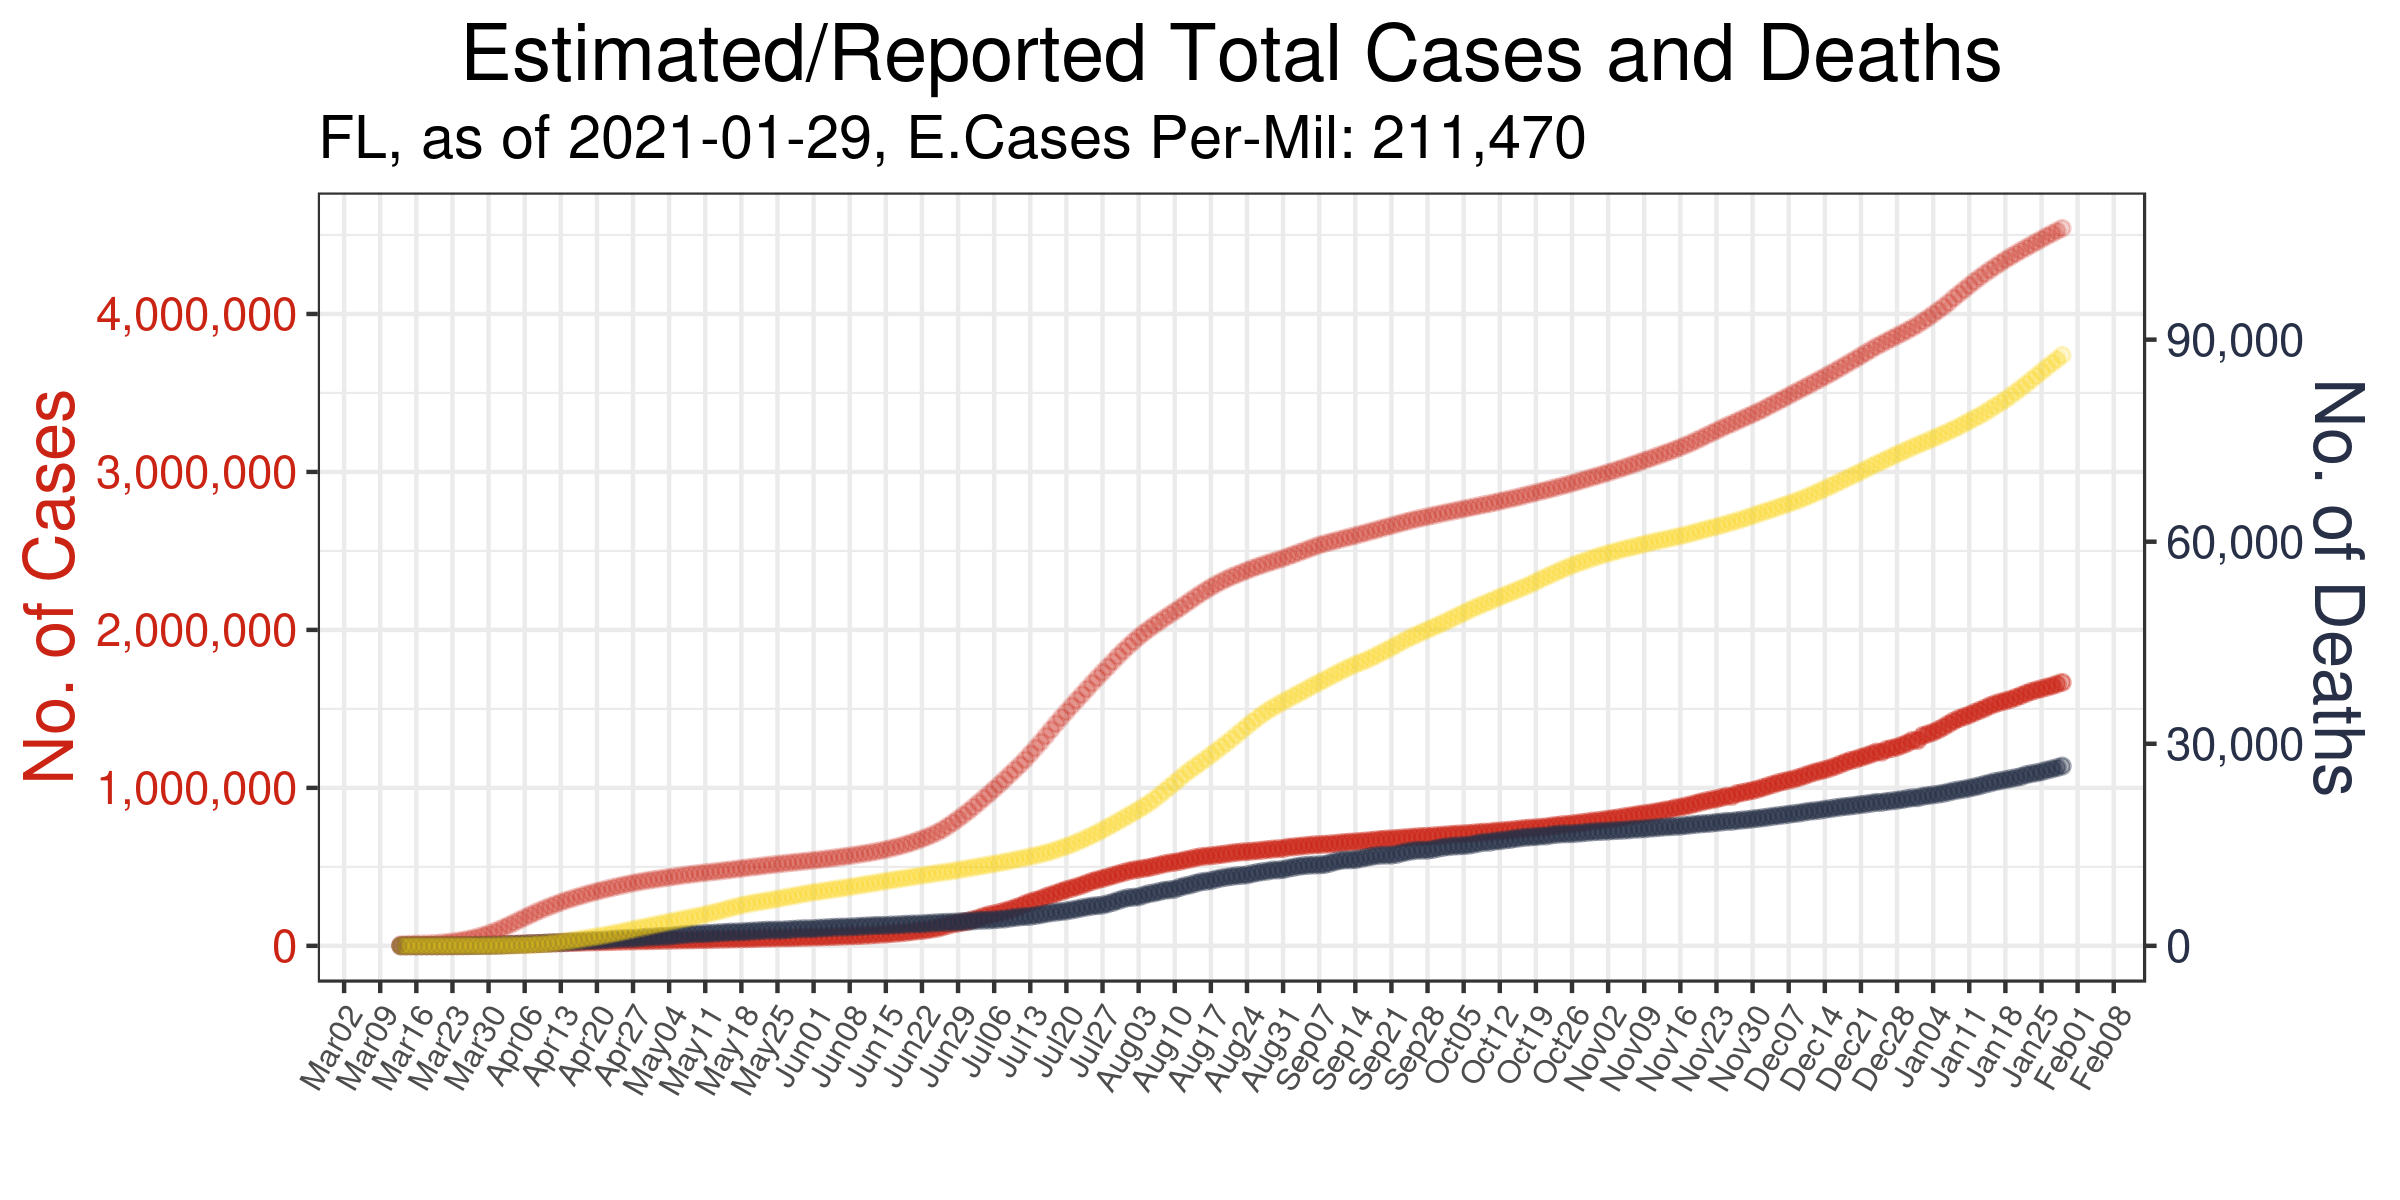 Estimated/Reported Total Cases and Deaths
FL, as of 2021-01-29, E.Cases Per-Mil: 211,470
No. of Cases
4,000,000
3,000,000
2,000,000
1,000,000
0
90,000
60,000
30,000
0
No. of Deaths
Mar02
Mar09
Mar16
Mar23
Mar30
Apr06
Apr13
Apr20
Apr27
May04
May11
May18
May25
Jun01
Jun08
Jun15
Jun22
Jun29
Jul06
Jul13
Jul20
Jul27
Aug03
Aug10
Aug17
Aug24
Aug31
Sep07
Sep14
Sep21
Sep28
Oct05
Oct12
Oct19
Oct26
Nov02
Nov09
Nov16
Nov23
Nov30
Dec07
Dec14
Dec21
Dec28
Jan04
Jan11
Jan18
Jan25
Feb01
Feb08